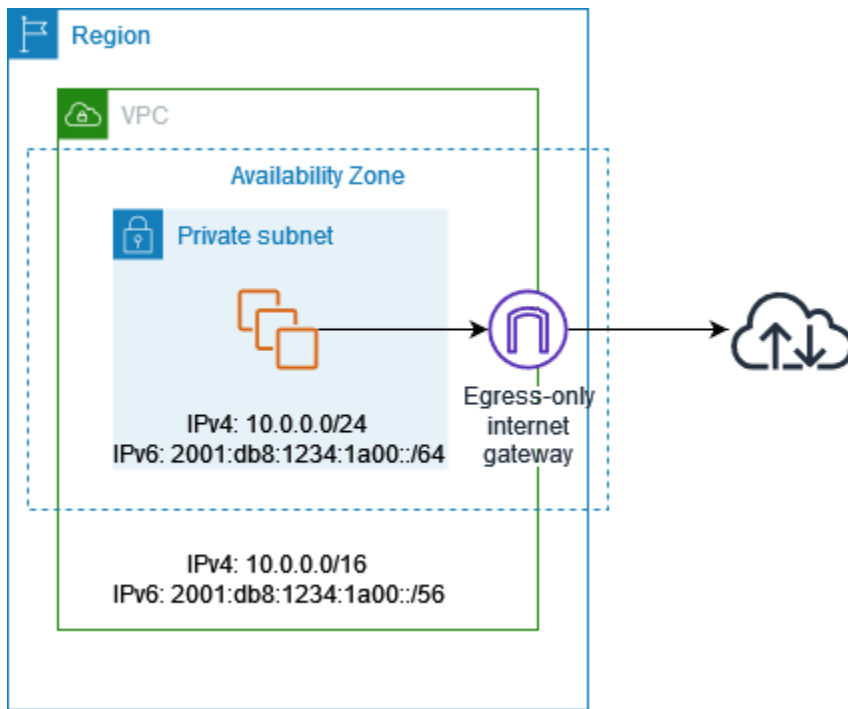 Region
VPC
Availability Zone
Private subnet
IPv4: 10.0.0.0/24
IPv6: 2001:db8:1234:1a00::/64
Egress-only
internet
gateway
IPv4: 10.0.0.0/16
IPv6: 2001:db8:1234:1a00::/56